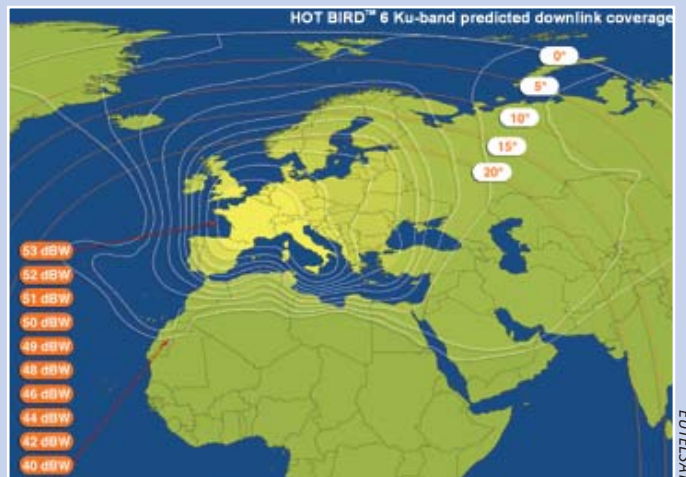 HOT BIRD™ 6 Ku-band predicted downlink coverage
0°
5°
10°
15°
20°
53 dBW
52 dBW
51 dBW
50 dBW
49 dBW
48 dBW
46 dBW
44 dBW
42 dBW
40 dBW
EUTELSAT